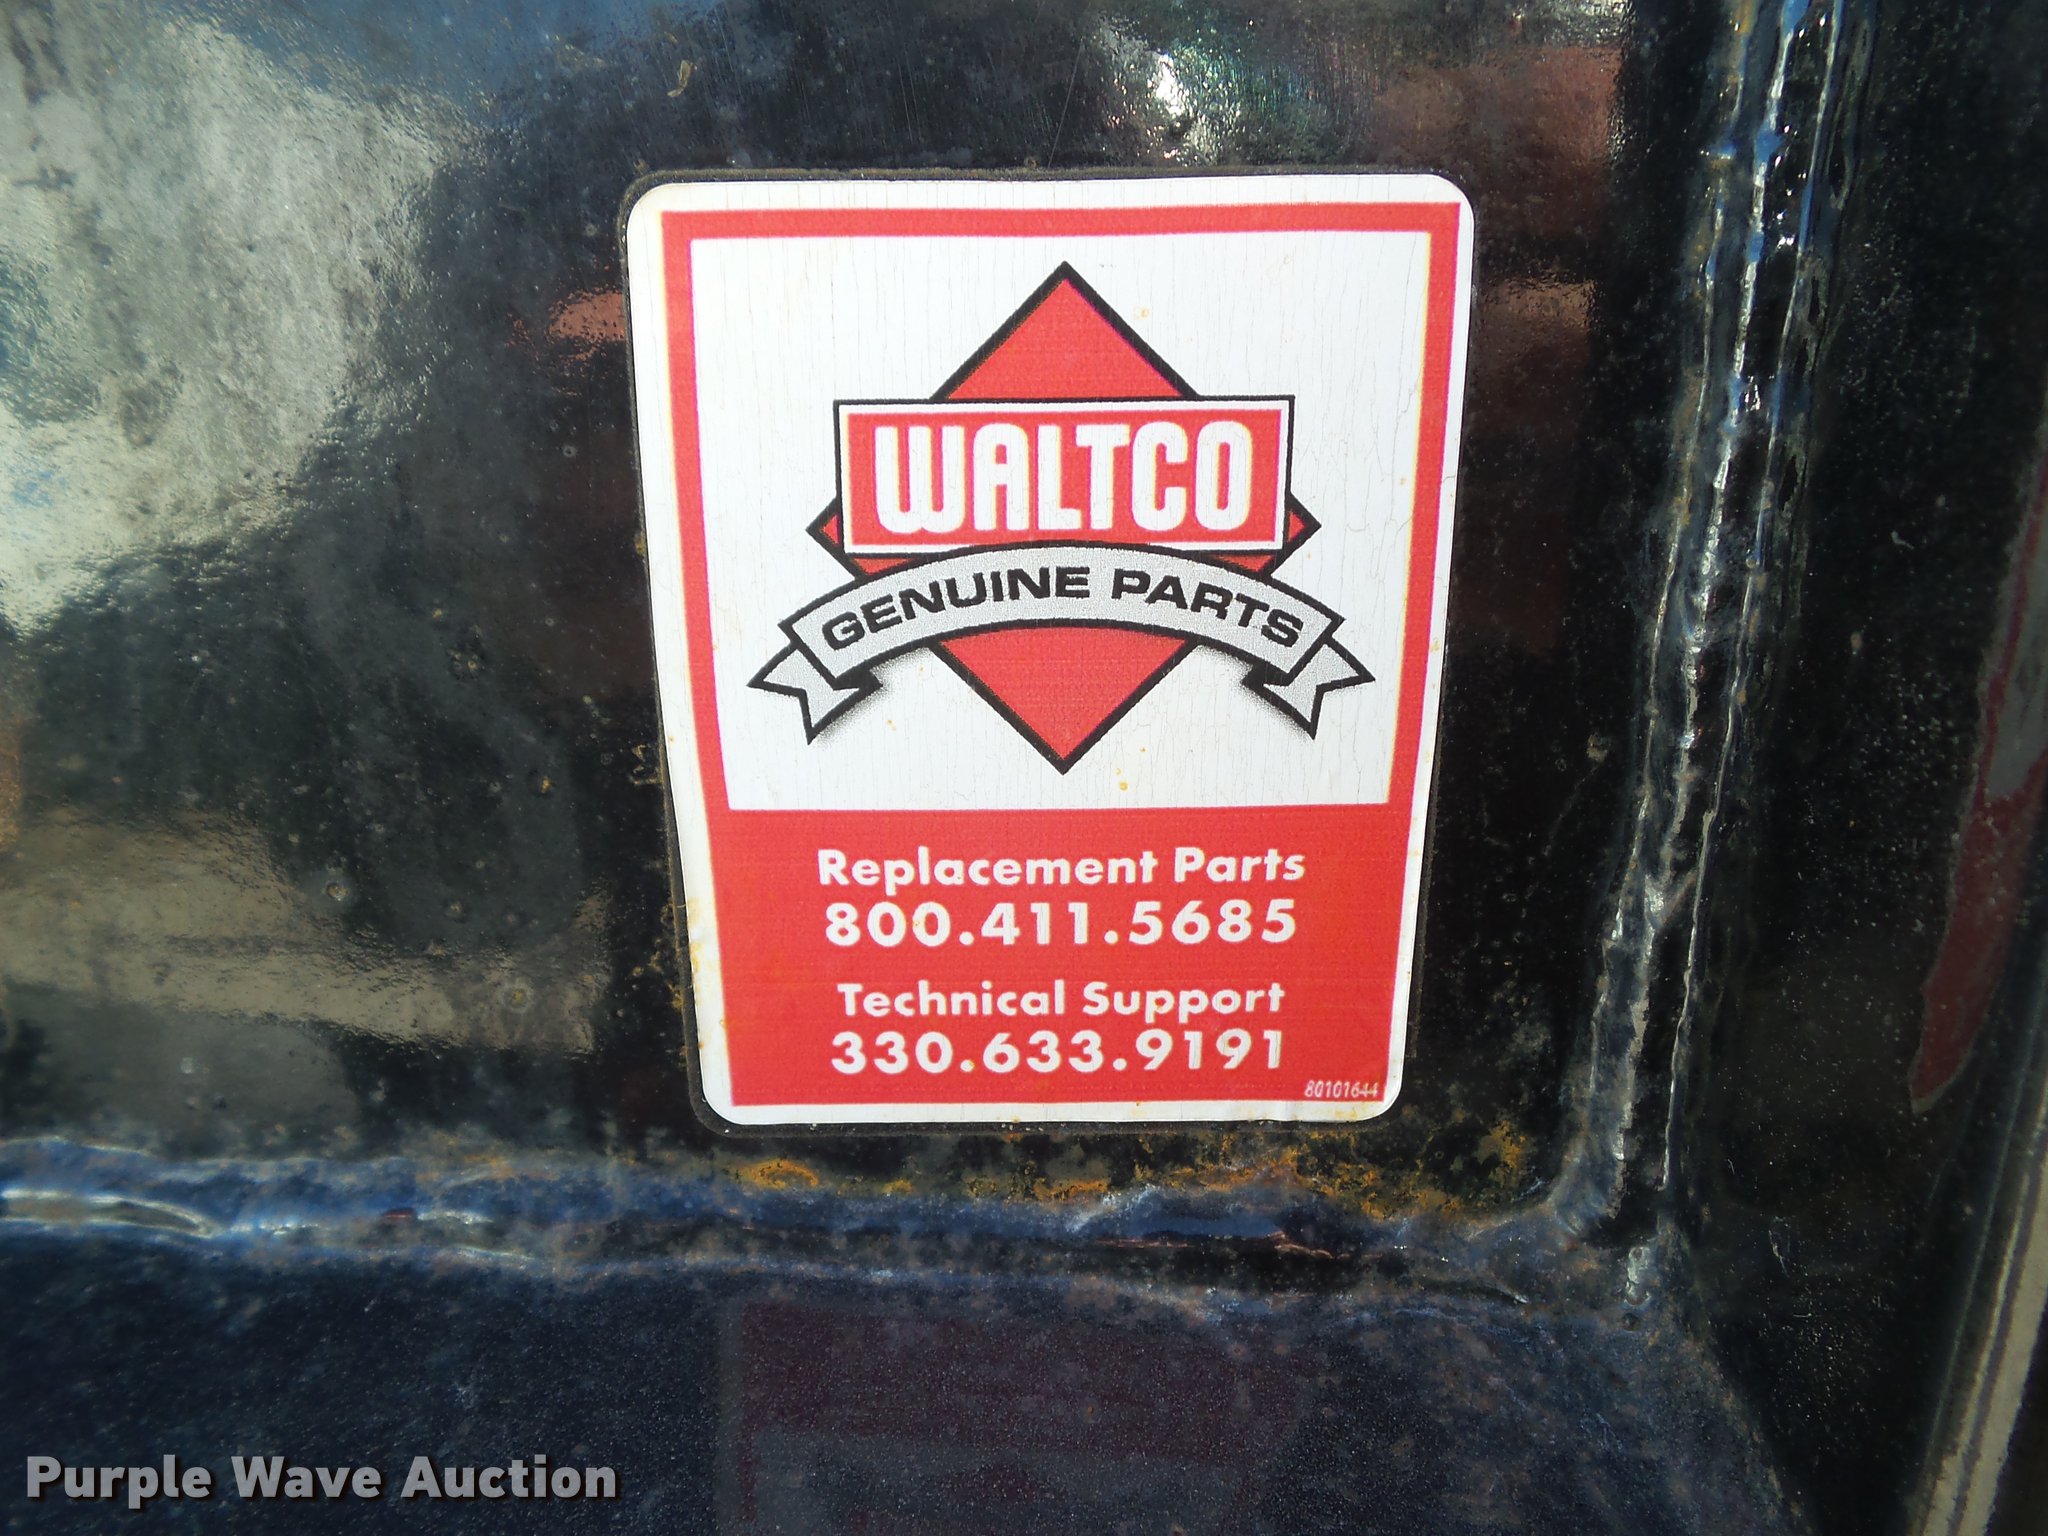 WALTCO
GENUINE PARTS
Replacement Parts
800.411.5685
Technical Support
330.633.9191
80101644
Purple Wave Auction